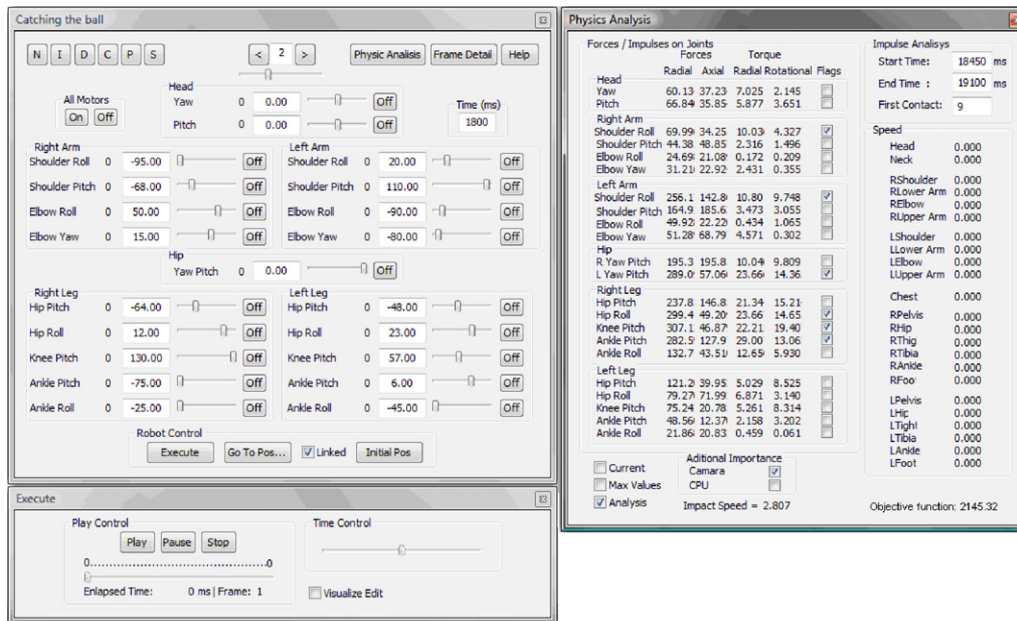 Catching the ball
N I D C P S < 2 > Physic Analisis Frame Detail Help
All Motors
On Off
Head
Yaw 0 0.00 Off
Pitch 0 0.00 Off
Time (ms)
1800
Right Arm
Shoulder Roll 0 -95.00 Off
Shoulder Pitch 0 -68.00 Off
Elbow Roll 0 50.00 Off
Elbow Yaw 0 15.00 Off
Left Arm
Shoulder Roll 0 20.00 Off
Shoulder Pitch 0 110.00 Off
Elbow Roll 0 -90.00 Off
Elbow Yaw 0 -80.00 Off
Hip
Yaw Pitch 0 0.00 Off
Right Leg
Hip Pitch 0 -64.00 Off
Hip Roll 0 12.00 Off
Knee Pitch 0 130.00 Off
Ankle Pitch 0 -75.00 Off
Ankle Roll 0 -25.00 Off
Left Leg
Hip Pitch 0 -48.00 Off
Hip Roll 0 23.00 Off
Knee Pitch 0 57.00 Off
Ankle Pitch 0 6.00 Off
Ankle Roll 0 -45.00 Off
Robot Control
Execute Go To Pos... Linked Initial Pos
Execute
Play Control
Play Pause Stop
0.............................................0
Enlapsed Time: 0 ms | Frame: 1
Time Control
Visualize Edit
Physics Analysis
Forces / Impulses on Joints
Forces Torque
Radial Axial Radial Rotational Flags
Head
Yaw 60.13 37.23 7.025 2.145
Pitch 66.84 35.85 5.877 3.651
Right Arm
Shoulder Roll 69.99 34.25 10.03 4.327
Shoulder Pitch 44.38 48.85 2.316 1.496
Elbow Roll 24.69 21.08 0.172 0.209
Elbow Yaw 31.21 22.92 2.431 0.355
Left Arm
Shoulder Roll 256.1 142.8 10.80 9.748
Shoulder Pitch 164.9 185.6 3.473 3.055
Elbow Roll 49.92 22.22 0.434 1.065
Elbow Yaw 51.28 68.79 4.571 0.302
Hip
R Yaw Pitch 195.3 195.8 10.04 9.809
L Yaw Pitch 289.0 57.06 23.66 14.36
Right Leg
Hip Pitch 237.8 146.8 21.34 15.21
Hip Roll 299.4 49.20 23.66 14.65
Knee Pitch 307.1 46.87 22.21 19.40
Ankle Pitch 282.5 127.9 29.00 13.06
Ankle Roll 132.7 43.51 12.65 5.930
Left Leg
Hip Pitch 121.2 39.95 5.029 8.525
Hip Roll 79.27 71.99 6.871 3.140
Knee Pitch 75.24 20.78 5.261 8.314
Ankle Pitch 48.56 12.37 2.158 3.202
Ankle Roll 21.86 20.83 0.459 0.061
Current
Max Values
Analysis
Aditional Importance
Camara
CPU
Impact Speed = 2.807
Impulse Analisys
Start Time: 18450 ms
End Time : 19100 ms
First Contact: 9
Speed
Head 0.000
Neck 0.000
RShoulder 0.000
RLower Arm 0.000
RElbow 0.000
RUpper Arm 0.000
LShoulder 0.000
LLower Arm 0.000
LElbow 0.000
LUpper Arm 0.000
Chest 0.000
RPelvis 0.000
RHip 0.000
RThig 0.000
RTibia 0.000
RAnkle 0.000
RFoot 0.000
LPelvis 0.000
LHip 0.000
LTight 0.000
LTibia 0.000
LAnkle 0.000
LFoot 0.000
Objective function: 2145.32